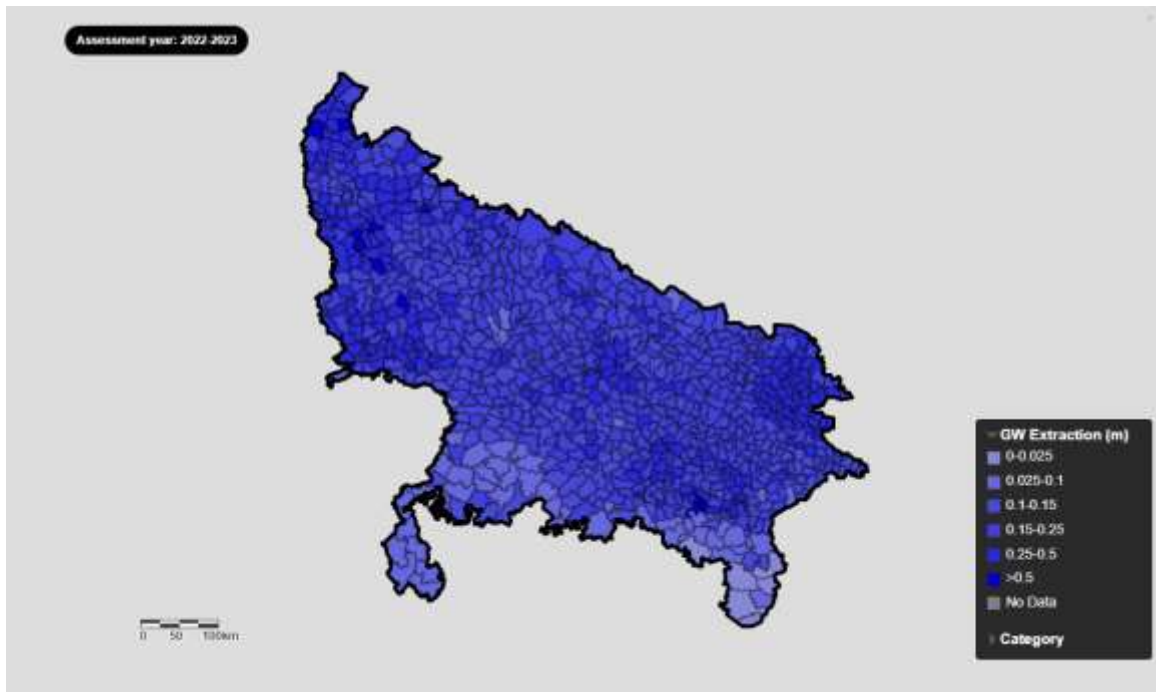 Assessment year: 2022-2023
GW Extraction (m)
0-0.025
0.025-0.1
0.1-0.15
0.15-0.25
0.25-0.5
>0.5
No Data
Category
0 50 100km